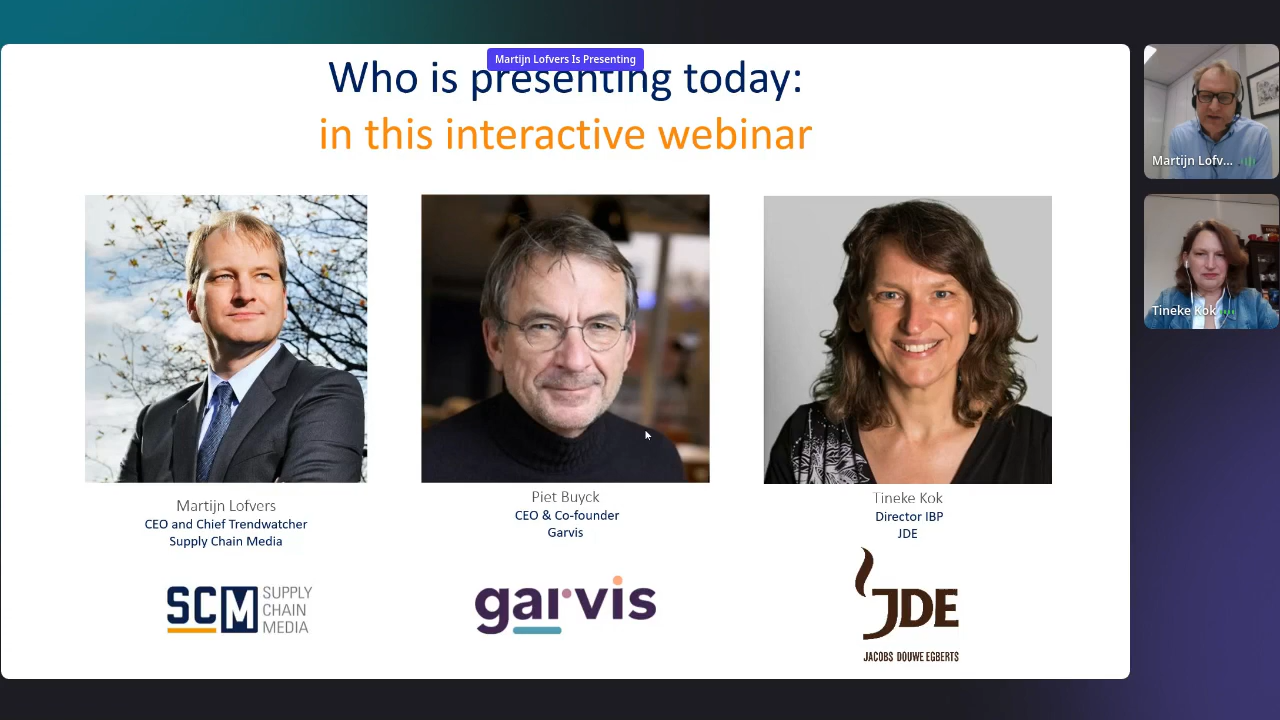 Martijn Lofvers Is Presenting
Who is presenting today:
in this interactive webinar
Martijn Lofvers
CEO and Chief Trendwatcher
Supply Chain Media
SCM SUPPLY
CHAIN
MEDIA
Piet Buyck
CEO & Co-founder
Garvis
garvis
Tineke Kok
Director IBP
JDE
JDE
JACOBS DOUWE EGBERTS
Martijn Lofv...
Tineke Kok